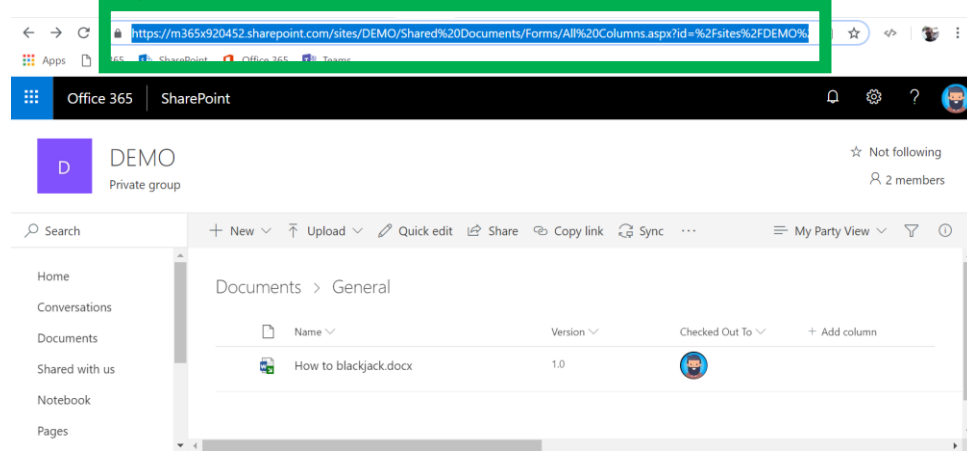 https://m365x920452.sharepoint.com/sites/DEMO/Shared%20Documents/Forms/All%20Columns.aspx?id=%2Fsites%2FDEMO%
Apps 365 SharePoint Office 365 Teams
Office 365 SharePoint ?
D DEMO Not following
Private group 2 members
Search + New Upload Quick edit Share Copy link Sync ... My Party View
Home
Documents > General
Conversations
Documents Name Version Checked Out To + Add column
Shared with us How to blackjack.docx 1.0
Notebook
Pages